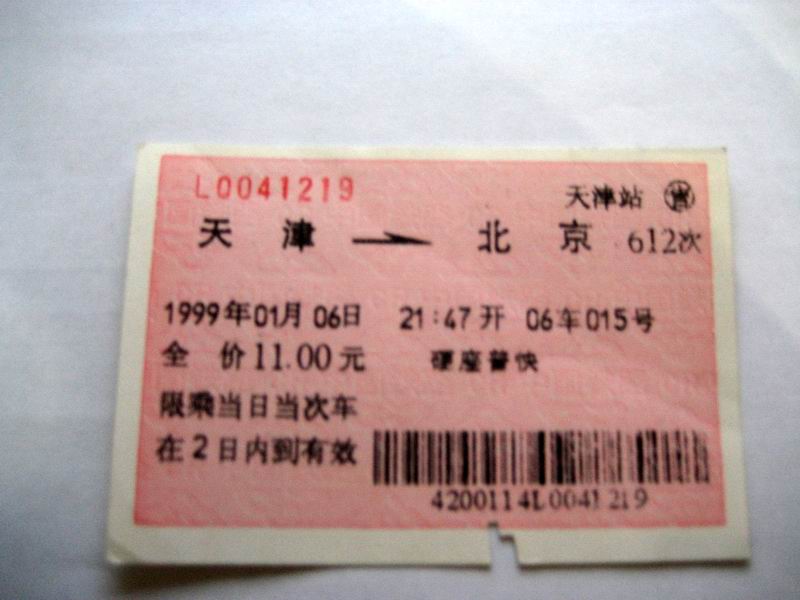 L0041219
天津站 售
天津 → 北京 612次
1999年01月06日 21:47开 06车015号
全 价11.00元 硬座普快
限乘当日当次车
在2日内到有效
4200114L0041219